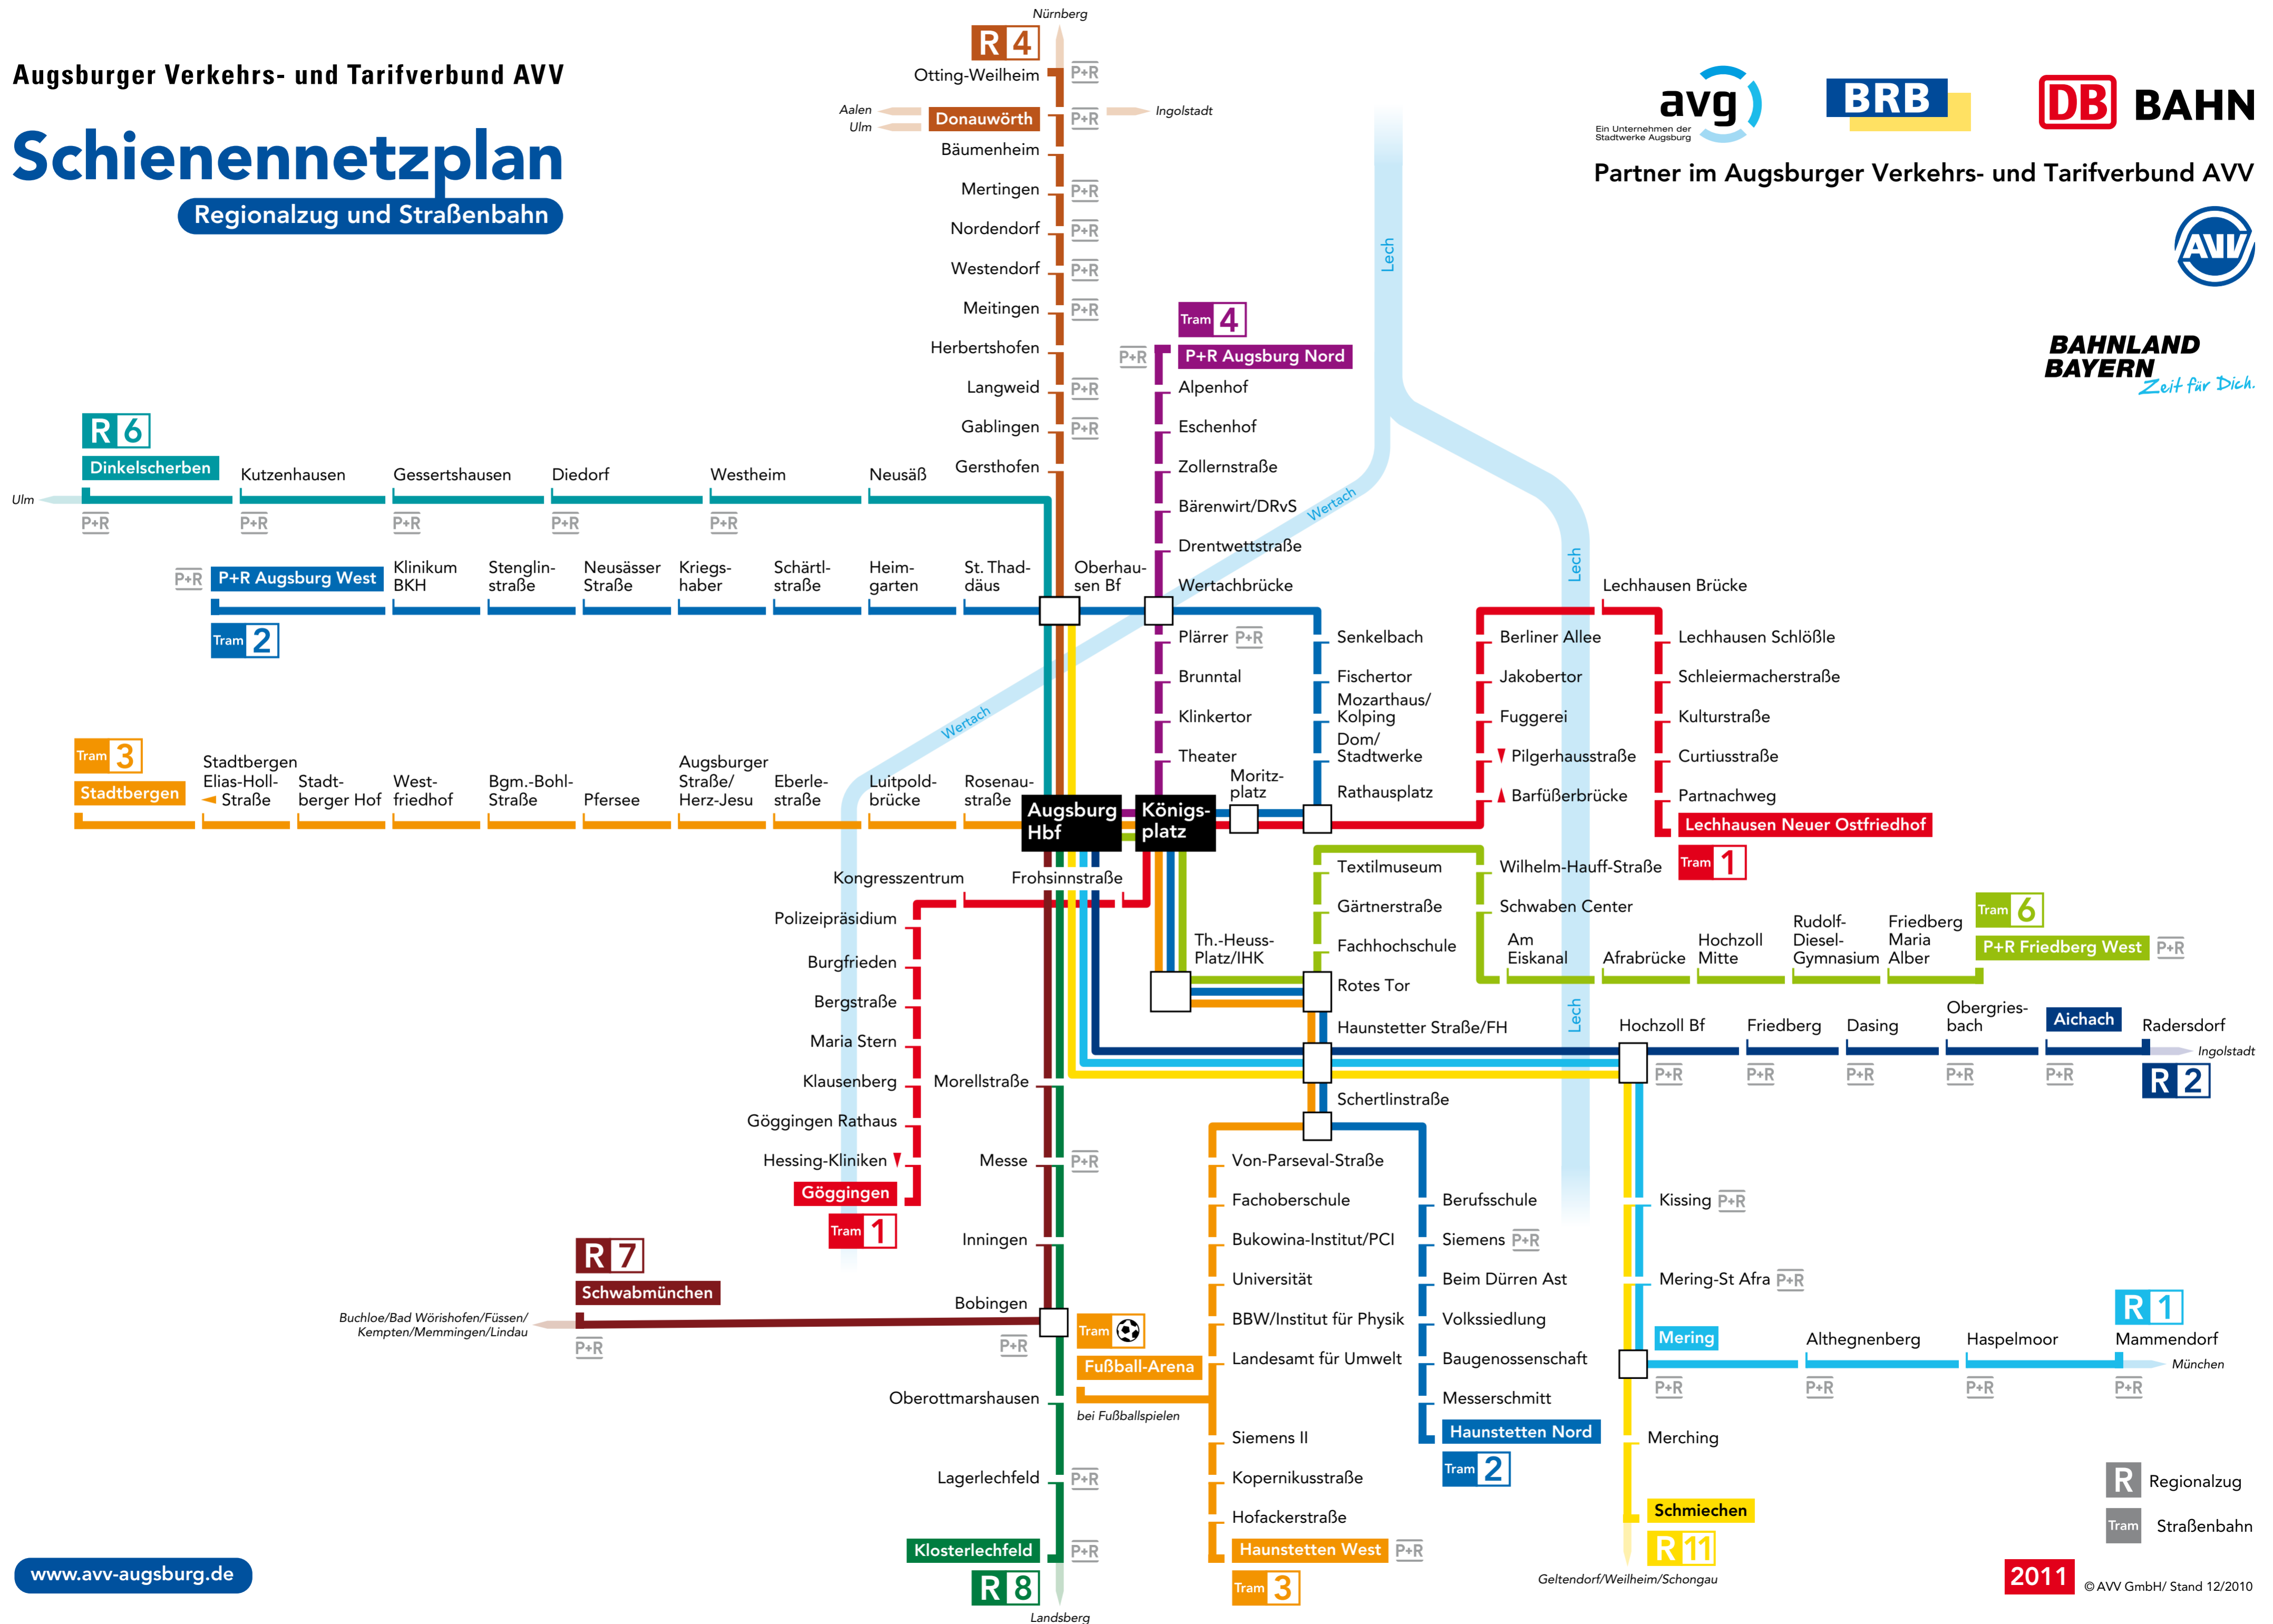 Augsburger Verkehrs- und Tarifverbund AVV
Schienennetzplan
Regionalzug und Straßenbahn
avg
Ein Unternehmen der
Stadtwerke Augsburg
BRB
DB BAHN
Partner im Augsburger Verkehrs- und Tarifverbund AVV
AVV
BAHNLAND
BAYERN
Zeit für Dich.
Nürnberg
R 4
Otting-Weilheim P+R
Aalen
Ulm
Donauwörth P+R
Ingolstadt
Bäumenheim
Mertingen P+R
Nordendorf P+R
Westendorf P+R
Meitingen P+R
Herbertshofen
Langweid P+R
Gablingen P+R
Gersthofen
Tram 4
P+R P+R Augsburg Nord
Alpenhof
Eschenhof
Zollernstraße
Bärenwirt/DRvS
Drentwettstraße
Wertachbrücke
Plärrer P+R
Brunntal
Klinkertor
Theater
Lech
Wertach
Lech
Wertach
Lech
R 6
Dinkelscherben
Ulm
P+R
Kutzenhausen
P+R
Gessertshausen
P+R
Diedorf
P+R
Westheim
P+R
Neusäß
P+R P+R Augsburg West
Tram 2
Klinikum
BKH
Stenglin-
straße
Neusässer
Straße
Kriegs-
haber
Schärtl-
straße
Heim-
garten
St. Thad-
däus
Oberhau-
sen Bf
Senkelbach
Fischertor
Mozarthaus/
Kolping
Dom/
Stadtwerke
Rathausplatz
Moritz-
platz
Lechhausen Brücke
Berliner Allee
Jakobertor
Fuggerei
Pilgerhausstraße
Barfüßerbrücke
Lechhausen Schlößle
Schleiermacherstraße
Kulturstraße
Curtiusstraße
Partnachweg
Lechhausen Neuer Ostfriedhof
Tram 1
Tram 3
Stadtbergen
Stadtbergen
Elias-Holl-
Straße
Stadt-
berger Hof
West-
friedhof
Bgm.-Bohl-
Straße
Pfersee
Augsburger
Straße/
Herz-Jesu
Eberle-
straße
Luitpold-
brücke
Rosenau-
straße
Augsburg
Hbf
Königs-
platz
Kongresszentrum
Frohsinnstraße
Polizeipräsidium
Burgfrieden
Bergstraße
Maria Stern
Klausenberg
Göggingen Rathaus
Hessing-Kliniken
Göggingen
Tram 1
Textilmuseum
Gärtnerstraße
Fachhochschule
Rotes Tor
Th.-Heuss-
Platz/IHK
Wilhelm-Hauff-Straße
Schwaben Center
Am
Eiskanal
Afrabrücke
Hochzoll
Mitte
Rudolf-
Diesel-
Gymnasium
Friedberg
Maria
Alber
Tram 6
P+R Friedberg West P+R
Haunstetter Straße/FH
Schertlinstraße
Hochzoll Bf
P+R
Friedberg
P+R
Dasing
P+R
Obergries-
bach
P+R
Aichach
P+R
Radersdorf
Ingolstadt
R 2
Morellstraße
Messe P+R
Inningen
Bobingen
P+R
R 7
Schwabmünchen
P+R
Buchloe/Bad Wörishofen/Füssen/
Kempten/Memmingen/Lindau
Oberottmarshausen
Lagerlechfeld P+R
Klosterlechfeld P+R
R 8
Landsberg
Tram
Fußball-Arena
bei Fußballspielen
Von-Parseval-Straße
Fachoberschule
Bukowina-Institut/PCI
Universität
BBW/Institut für Physik
Landesamt für Umwelt
Siemens II
Kopernikusstraße
Hofackerstraße
Haunstetten West P+R
Tram 3
Berufsschule
Siemens P+R
Beim Dürren Ast
Volkssiedlung
Baugenossenschaft
Messerschmitt
Haunstetten Nord
Tram 2
Kissing P+R
Mering-St Afra P+R
Mering
P+R
Althegnenberg
P+R
Haspelmoor
P+R
R 1
Mammendorf
P+R
München
Merching
Schmiechen
R 11
Geltendorf/Weilheim/Schongau
R Regionalzug
Tram Straßenbahn
www.avv-augsburg.de
2011 © AVV GmbH/ Stand 12/2010